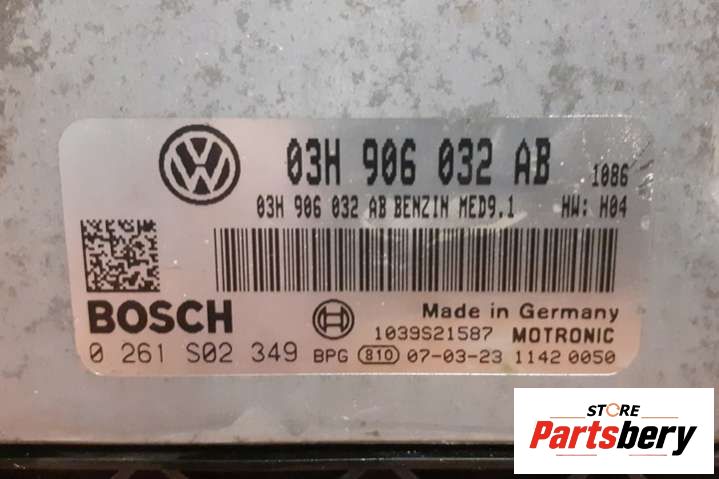 03H 906 032 AB 1086
03H 906 032 AB BENZIN MED9.1 HW: H04
BOSCH
Made in Germany
1039S21587 MOTRONIC
0 261 S02 349 BPG 810 07-03-23 1142 0050
STORE
Partsbery